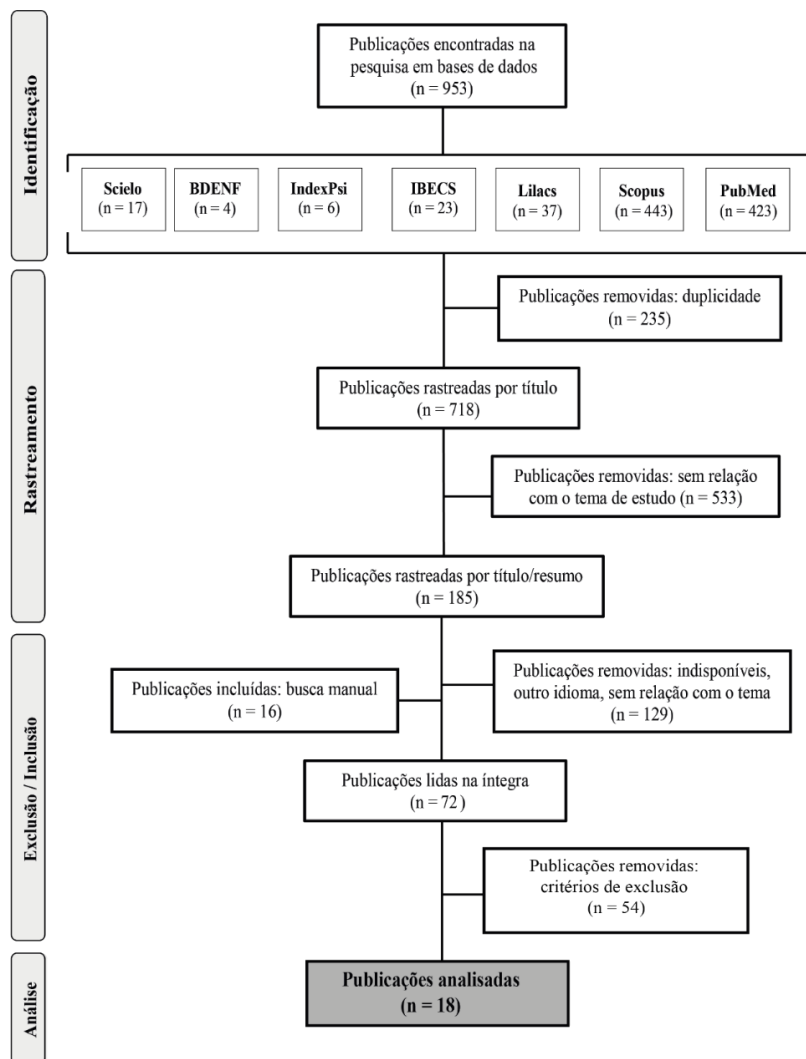 Identificação
Publicações encontradas na
pesquisa em bases de dados
(n = 953)
Scielo
(n = 17)
BDENF
(n = 4)
IndexPsi
(n = 6)
IBECS
(n = 23)
Lilacs
(n = 37)
Scopus
(n = 443)
PubMed
(n = 423)
Rastreamento
Publicações removidas: duplicidade
(n = 235)
Publicações rastreadas por título
(n = 718)
Publicações removidas: sem relação
com o tema de estudo (n = 533)
Publicações rastreadas por título/resumo
(n = 185)
Exclusão / Inclusão
Publicações incluídas: busca manual
(n = 16)
Publicações removidas: indisponíveis,
outro idioma, sem relação com o tema
(n = 129)
Publicações lidas na íntegra
(n = 72)
Publicações removidas:
critérios de exclusão
(n = 54)
Análise
Publicações analisadas
(n = 18)